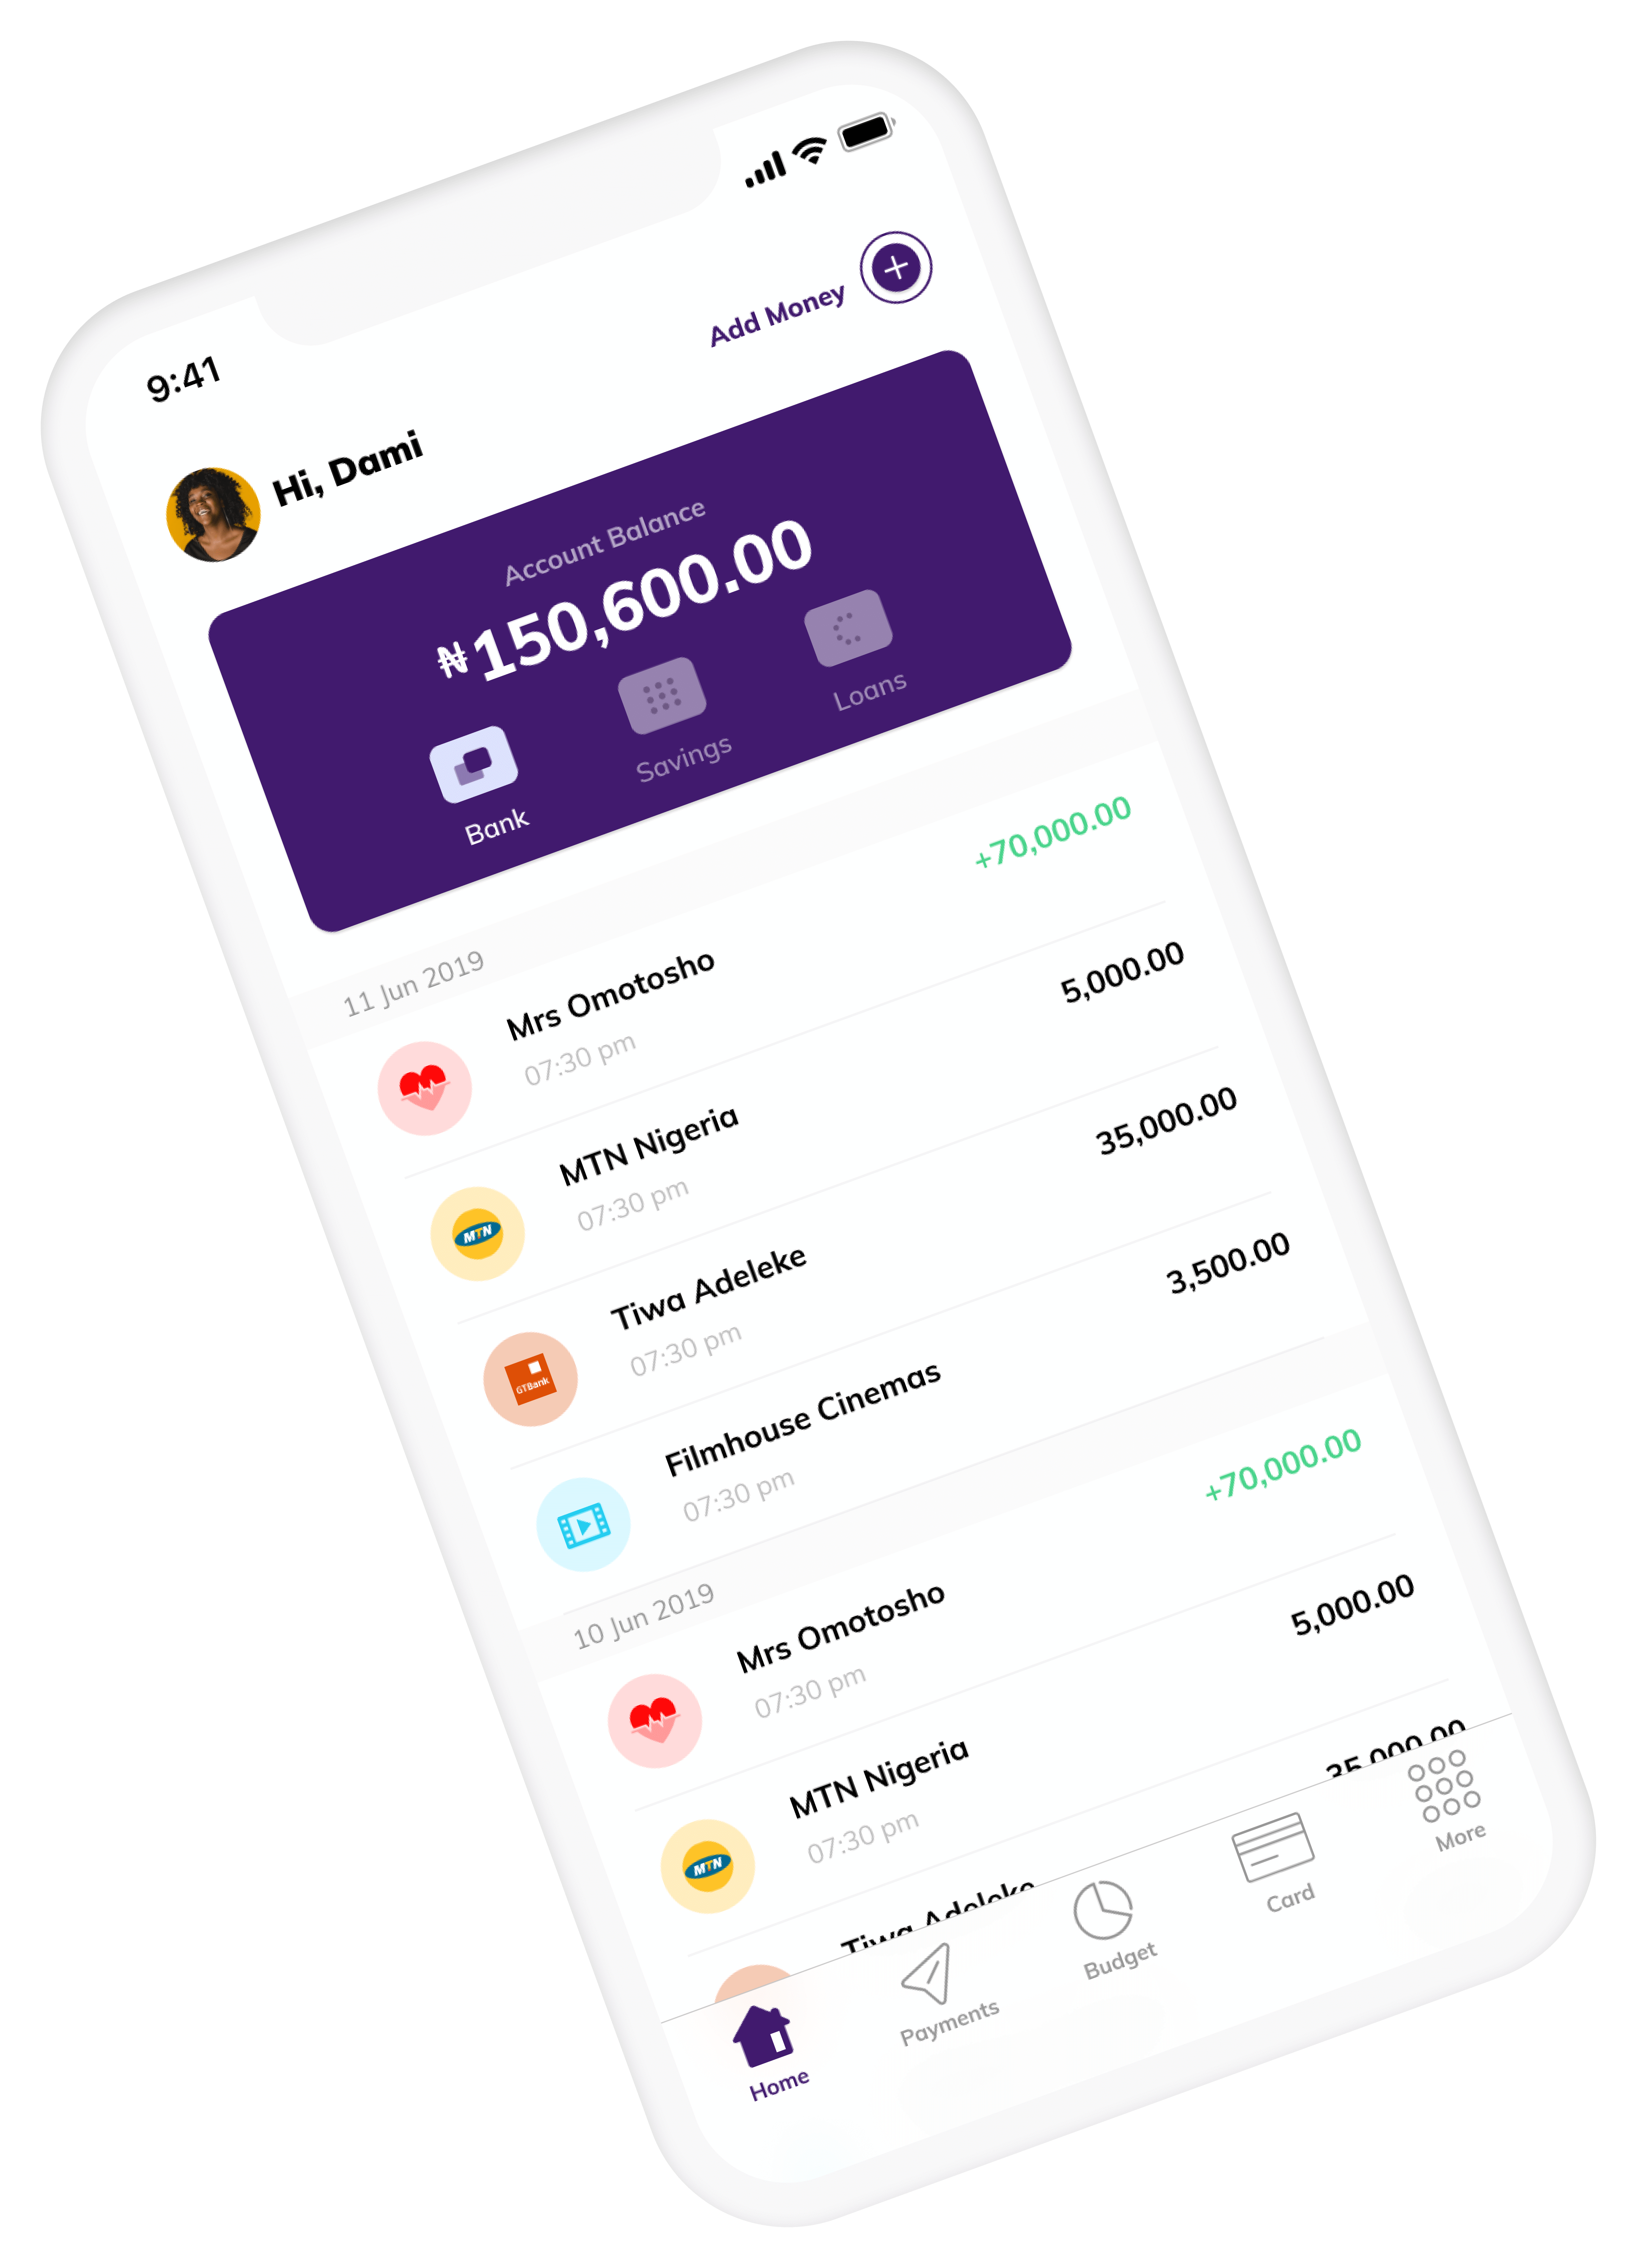 9:41
Add Money
Hi, Dami
Account Balance
₦150,600.00
Bank
Savings
Loans
11 Jun 2019
Mrs Omotosho
+70,000.00
07:30 pm
MTN
MTN Nigeria
5,000.00
07:30 pm
GTBank
Tiwa Adeleke
35,000.00
07:30 pm
Filmhouse Cinemas
3,500.00
07:30 pm
10 Jun 2019
Mrs Omotosho
+70,000.00
07:30 pm
MTN
MTN Nigeria
5,000.00
07:30 pm
Tiwa Adeleke
35,000.00
Home
Payments
Budget
Card
More